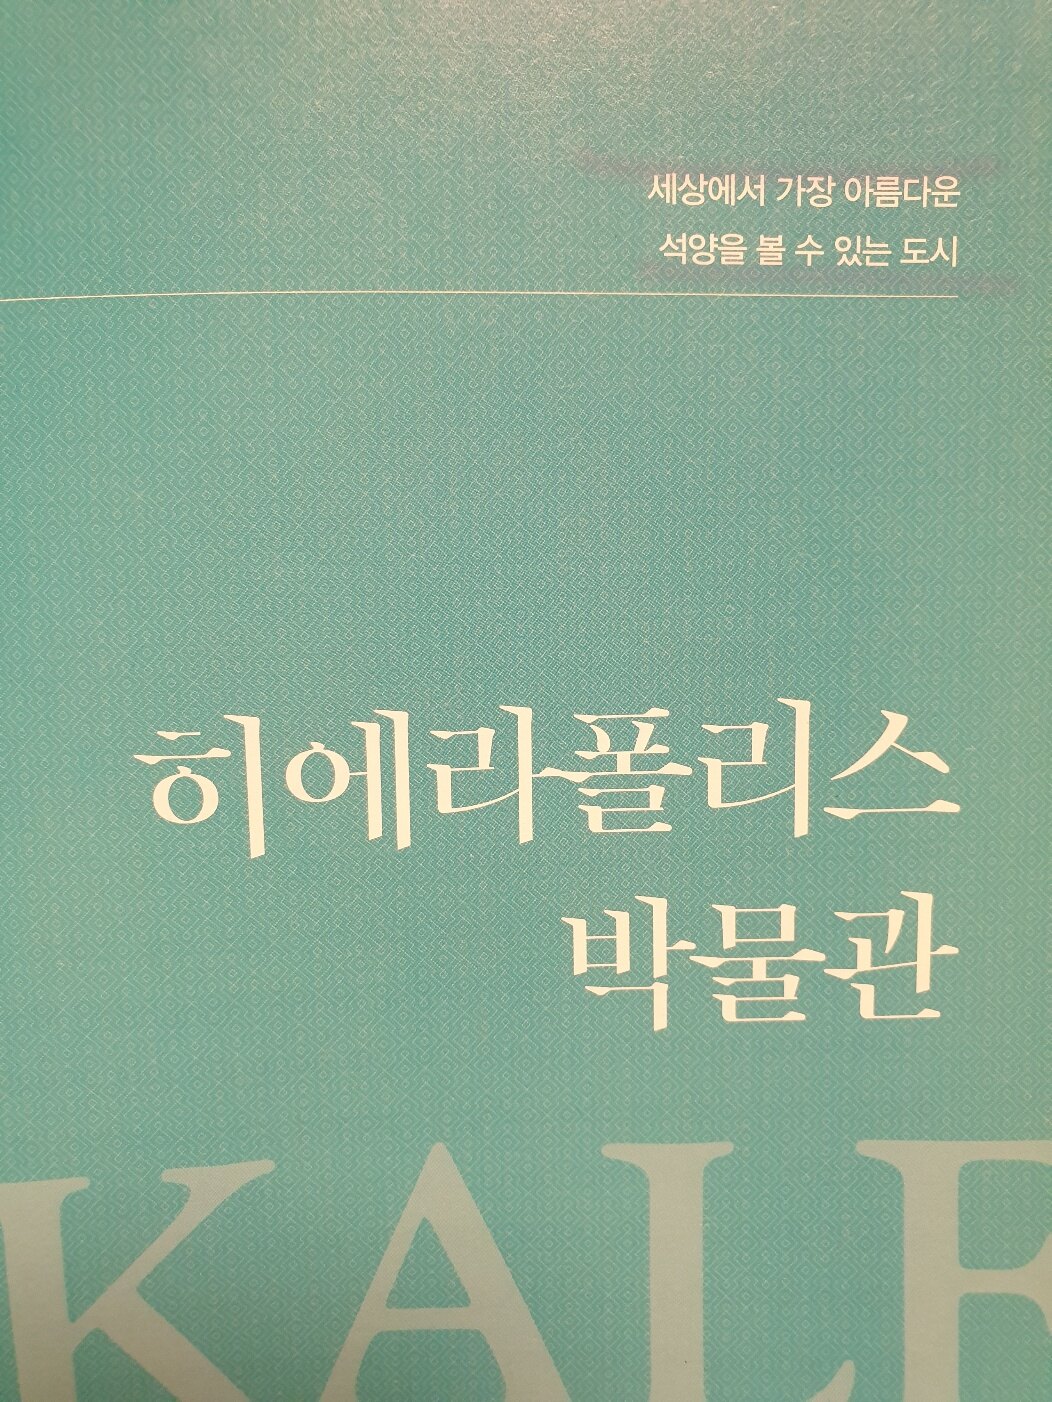 세상에서 가장 아름다운
석양을 볼 수 있는 도시
히에라폴리스
박물관
KALE